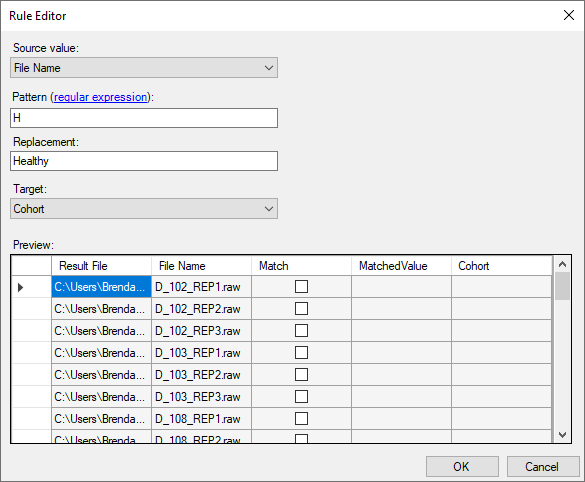 Rule Editor
Source value:
File Name
Pattern (regular expression):
H
Replacement:
Healthy
Target:
Cohort
Preview:
Result File File Name Match MatchedValue Cohort
C:\Users\Brenda... D_102_REP1.raw
C:\Users\Brenda... D_102_REP2.raw
C:\Users\Brenda... D_102_REP3.raw
C:\Users\Brenda... D_103_REP1.raw
C:\Users\Brenda... D_103_REP2.raw
C:\Users\Brenda... D_103_REP3.raw
C:\Users\Brenda... D_108_REP1.raw
C:\Users\Brenda... D_108_REP2.raw
OK Cancel